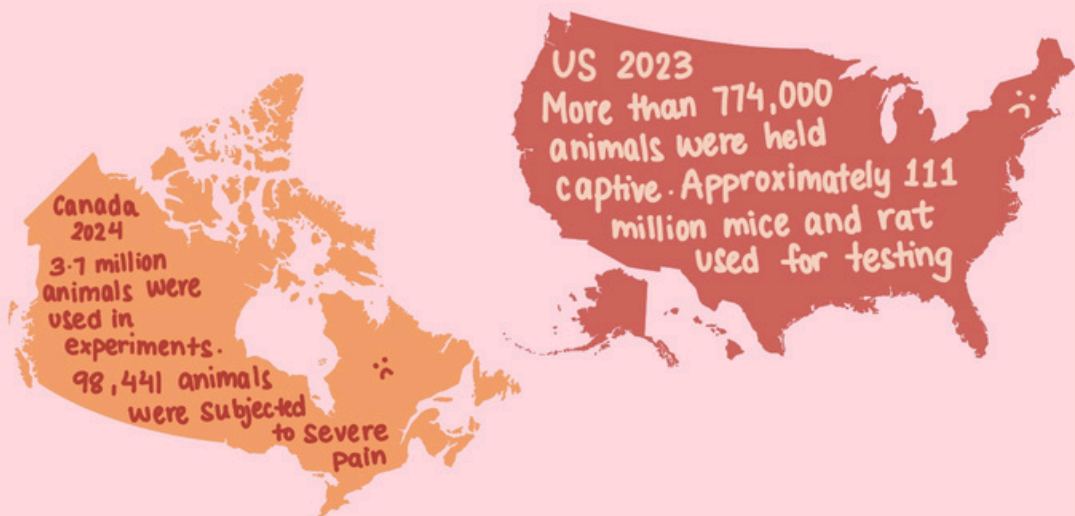 Canada
2024
3.7 million
animals were
used in
experiments.
98,441 animals
were subjected
to severe
pain
US 2023
More than 774,000
animals were held
captive. Approximately 111
million mice and rat
used for testing